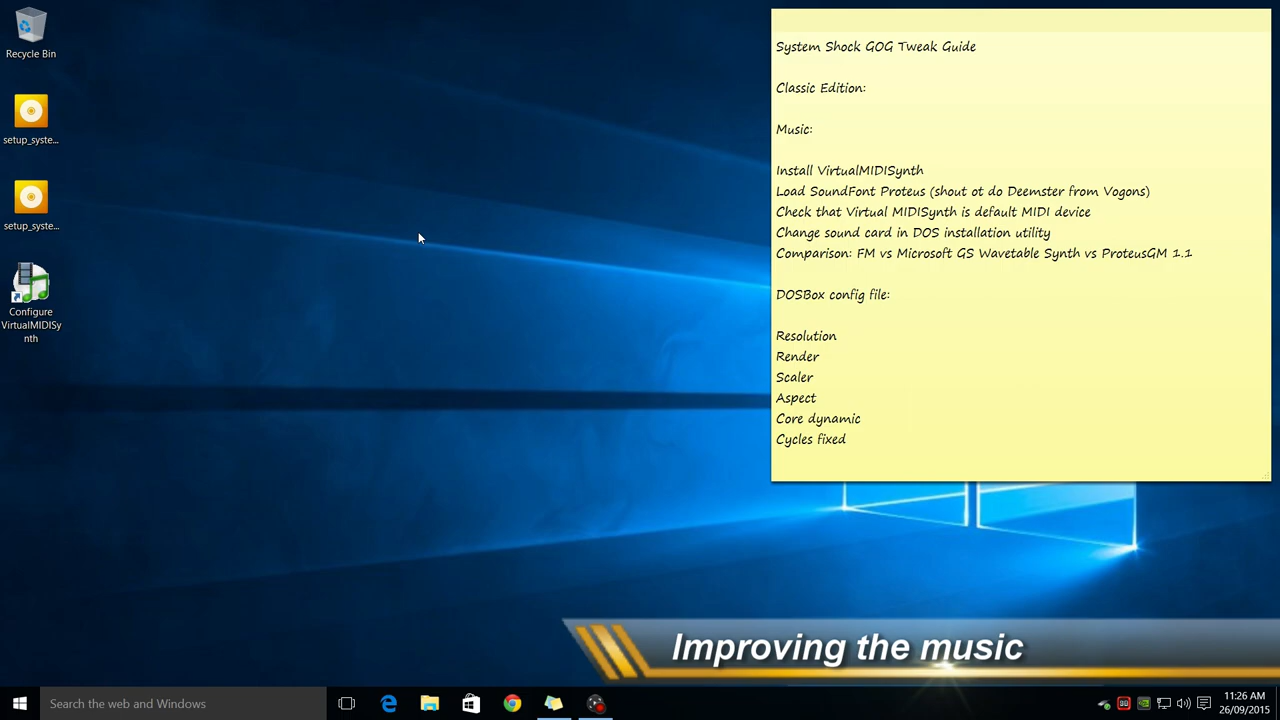 Recycle Bin
setup_syste...
setup_syste...
Configure
VirtualMIDISy
nth
System Shock GOG Tweak Guide
Classic Edition:
Music:
Install VirtualMIDISynth
Load SoundFont Proteus (shout ot do Deemster from Vogons)
Check that Virtual MIDISynth is default MIDI device
Change sound card in DOS installation utility
Comparison: FM vs Microsoft GS Wavetable Synth vs ProteusGM 1.1
DOSBox config file:
Resolution
Render
Scaler
Aspect
Core dynamic
Cycles fixed
Improving the music
Search the web and Windows
11:26 AM
26/09/2015